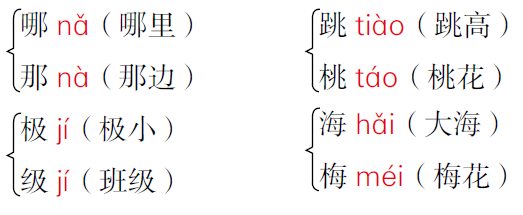 哪 nǎ（哪里）
那 nà（那边）
跳 tiào（跳高）
桃 táo（桃花）
极 jí（极小）
级 jí（班级）
海 hǎi（大海）
梅 méi（梅花）